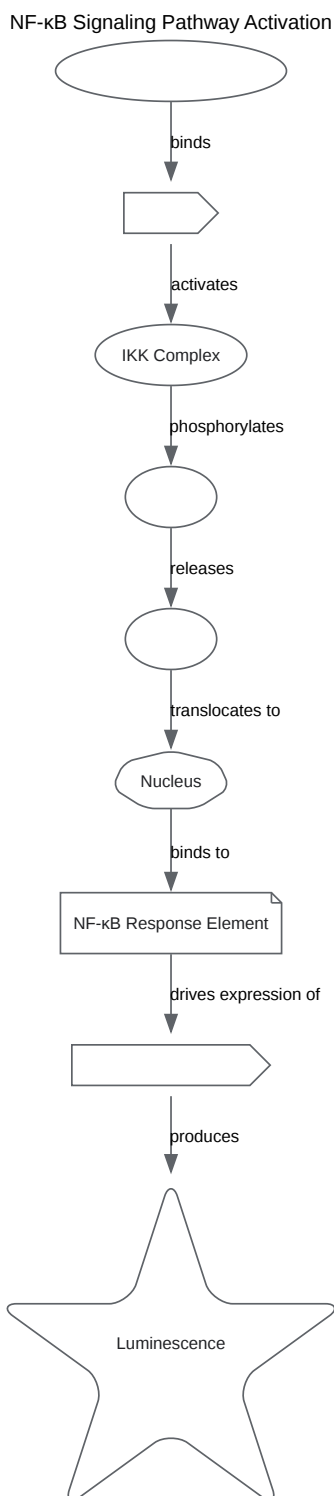 NF-κB Signaling Pathway Activation
binds
activates
IKK Complex
phosphorylates
releases
translocates to
Nucleus
binds to
NF-κB Response Element
drives expression of
produces
Luminescence